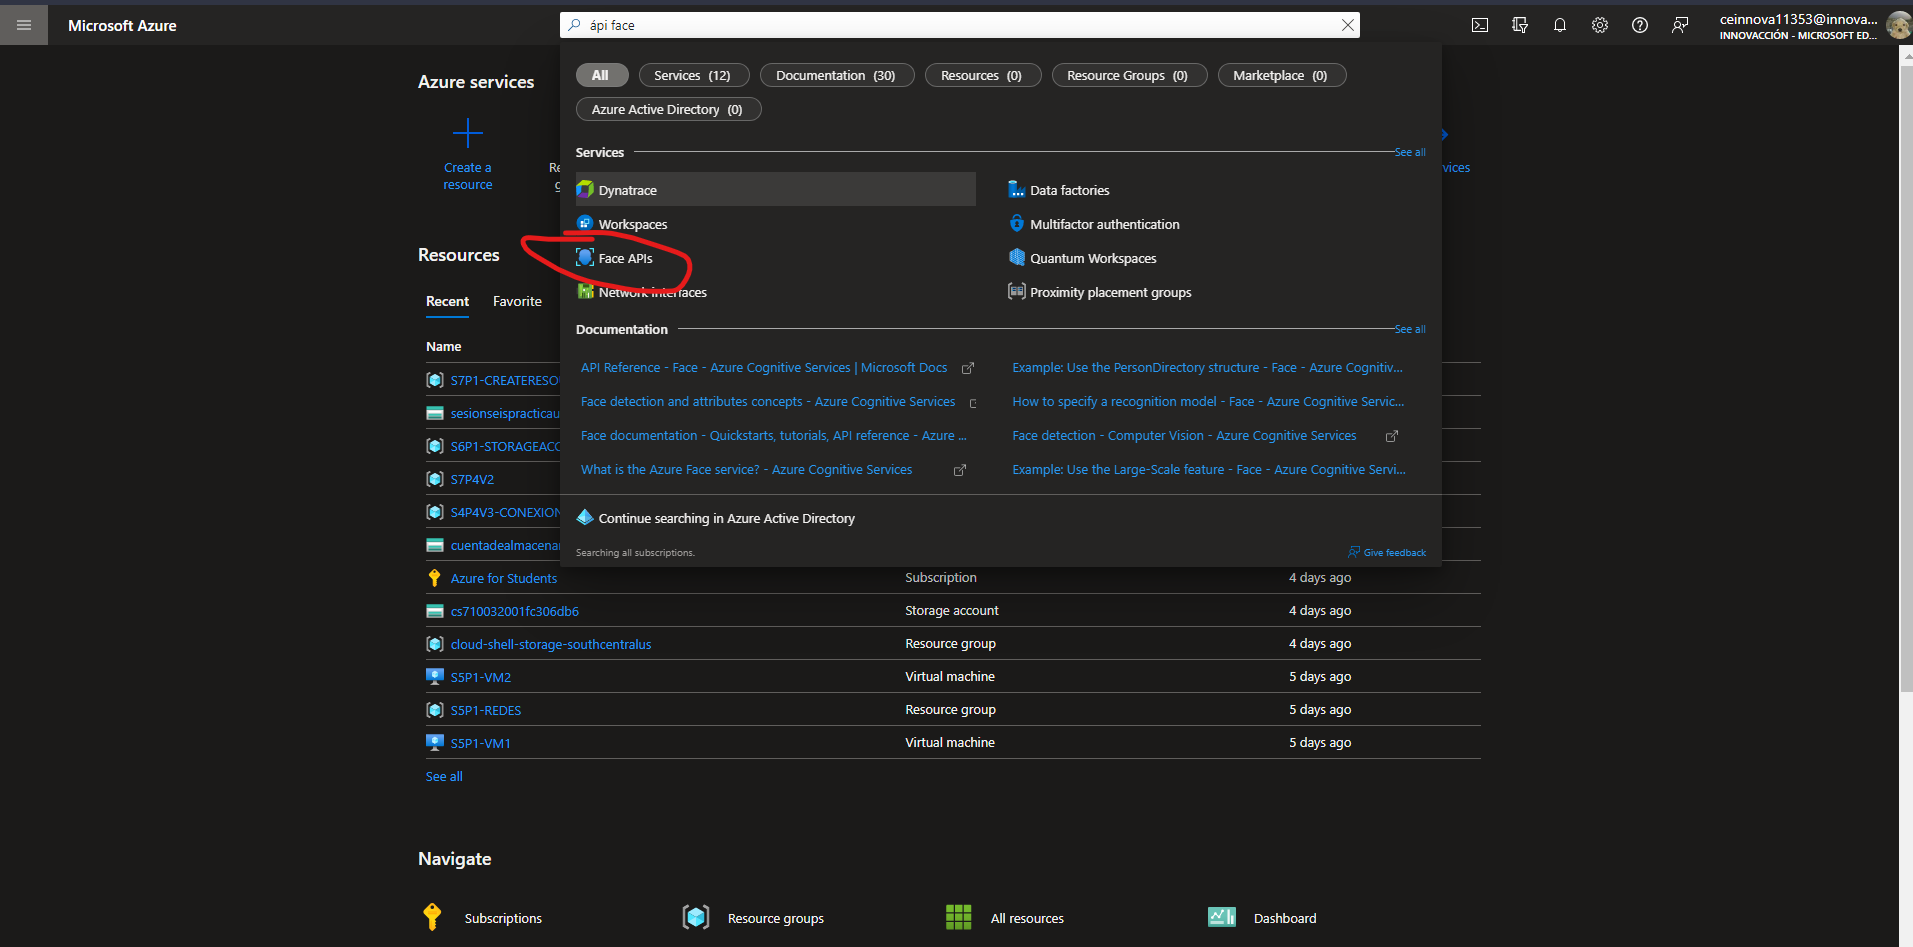 Microsoft Azure
ápi face
ceinnova11353@innova...
INNOVACCIÓN - MICROSOFT ED...
All
Services (12)
Documentation (30)
Resources (0)
Resource Groups (0)
Marketplace (0)
Azure Active Directory (0)
Azure services
Create a
resource
Re
g
vices
Services
See all
Dynatrace
Data factories
Workspaces
Multifactor authentication
Face APIs
Quantum Workspaces
Network interfaces
Proximity placement groups
Documentation
See all
API Reference - Face - Azure Cognitive Services | Microsoft Docs
Example: Use the PersonDirectory structure - Face - Azure Cognitiv...
Face detection and attributes concepts - Azure Cognitive Services
How to specify a recognition model - Face - Azure Cognitive Servic...
Face documentation - Quickstarts, tutorials, API reference - Azure ...
Face detection - Computer Vision - Azure Cognitive Services
What is the Azure Face service? - Azure Cognitive Services
Example: Use the Large-Scale feature - Face - Azure Cognitive Servi...
Continue searching in Azure Active Directory
Searching all subscriptions.
Give feedback
Resources
Recent
Favorite
Name
S7P1-CREATERESO
sesionseispracticau
S6P1-STORAGEACC
S7P4V2
S4P4V3-CONEXION
cuentadealmacena
Azure for Students
Subscription
4 days ago
cs710032001fc306db6
Storage account
4 days ago
cloud-shell-storage-southcentralus
Resource group
4 days ago
S5P1-VM2
Virtual machine
5 days ago
S5P1-REDES
Resource group
5 days ago
S5P1-VM1
Virtual machine
5 days ago
See all
Navigate
Subscriptions
Resource groups
All resources
Dashboard